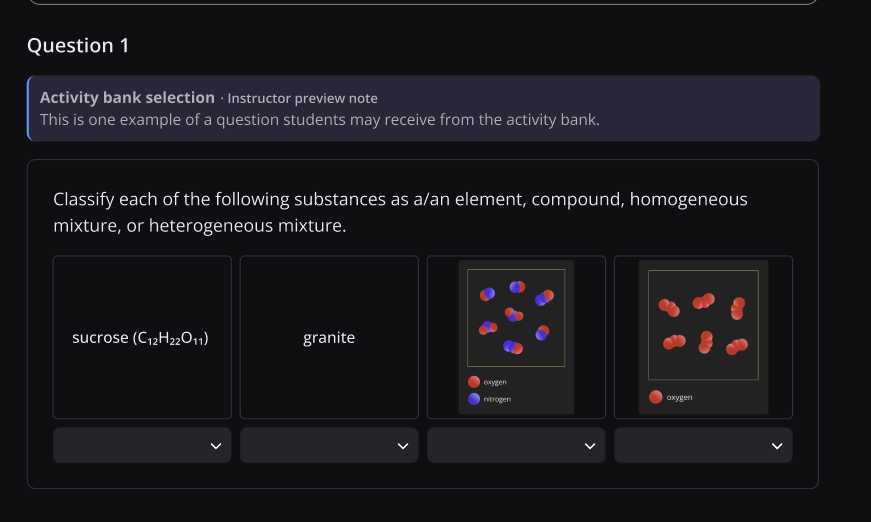 Question 1
Activity bank selection · Instructor preview note
This is one example of a question students may receive from the activity bank.
Classify each of the following substances as a/an element, compound, homogeneous
mixture, or heterogeneous mixture.
sucrose (C₁₂H₂₂O₁₁)
granite
oxygen
nitrogen
oxygen